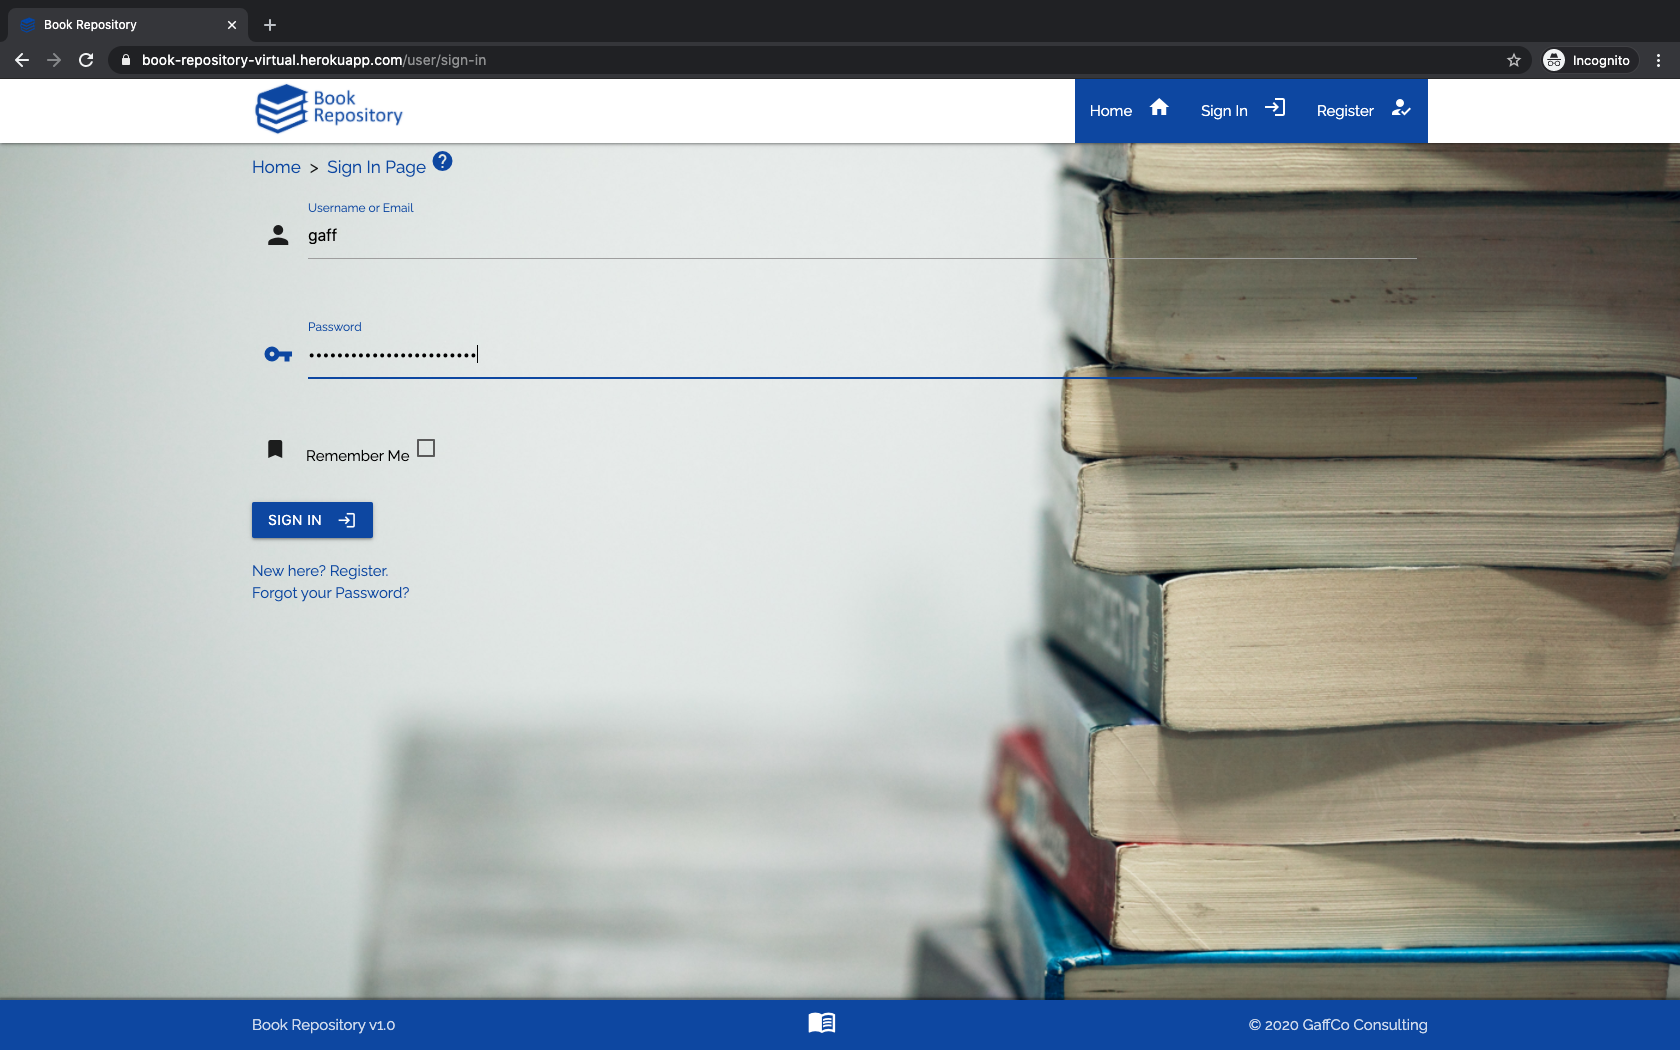 Book Repository
book-repository-virtual.herokuapp.com/user/sign-in
Incognito
Book
Repository
Home
Sign In
Register
Home > Sign In Page
Username or Email
gaff
Password
Remember Me
SIGN IN
New here? Register.
Forgot your Password?
Book Repository v1.0
© 2020 GaffCo Consulting